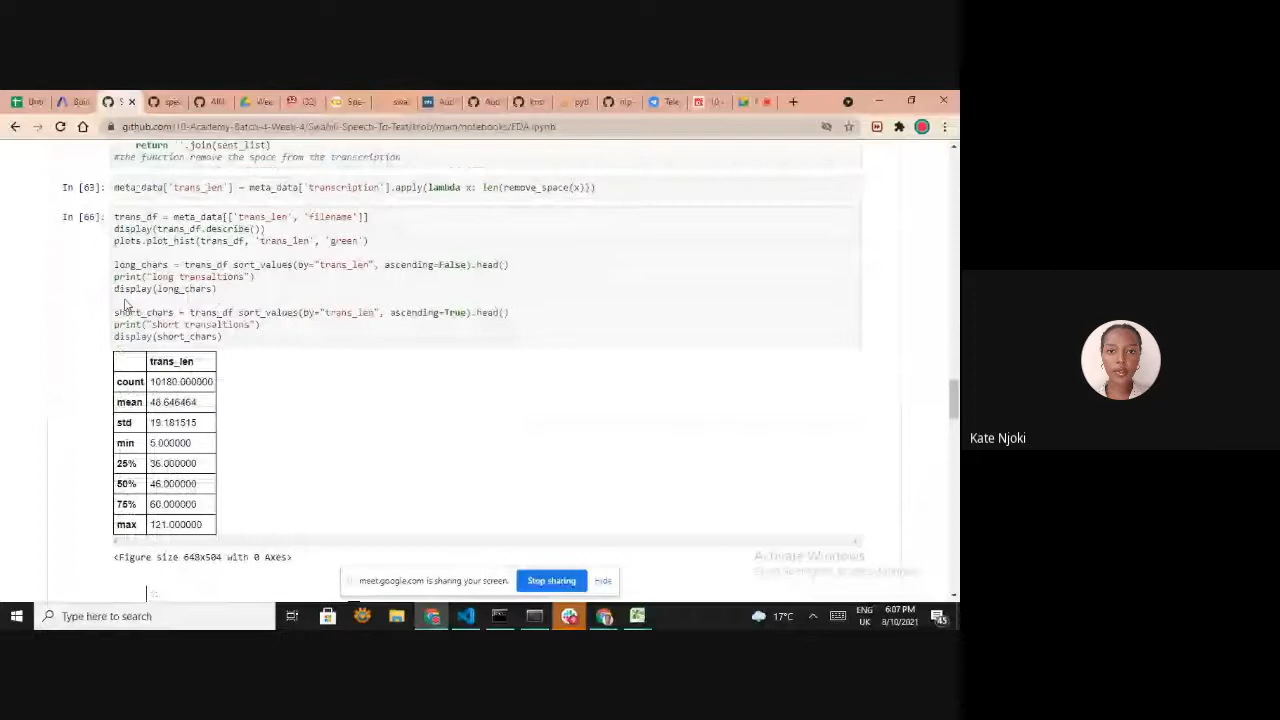 github.com/10-Academy-Batch-4-Week-4/Swahili-Speech-To-Text/blob/main/notebooks/EDA.ipynb
return ''.join(sent_list)
#the function remove the space from the transcription
In [63]: meta_data['trans_len'] = meta_data['transcription'].apply(lambda x: len(remove_space(x)))
In [66]: trans_df = meta_data[['trans_len', 'filename']]
display(trans_df.describe())
plots.plot_hist(trans_df, 'trans_len', 'green')
long_chars = trans_df.sort_values(by="trans_len", ascending=False).head()
print("long transaltions")
display(long_chars)
short_chars = trans_df.sort_values(by="trans_len", ascending=True).head()
print("short transaltions")
display(short_chars)
trans_len
count 10180.000000
mean 48.646464
std 19.181515
min 5.000000
25% 36.000000
50% 46.000000
75% 60.000000
max 121.000000
<Figure size 648x504 with 0 Axes>
Activate Windows
meet.google.com is sharing your screen. Stop sharing Hide
Type here to search
17°C ENG UK 6:07 PM 8/10/2021 45
Kate Njoki